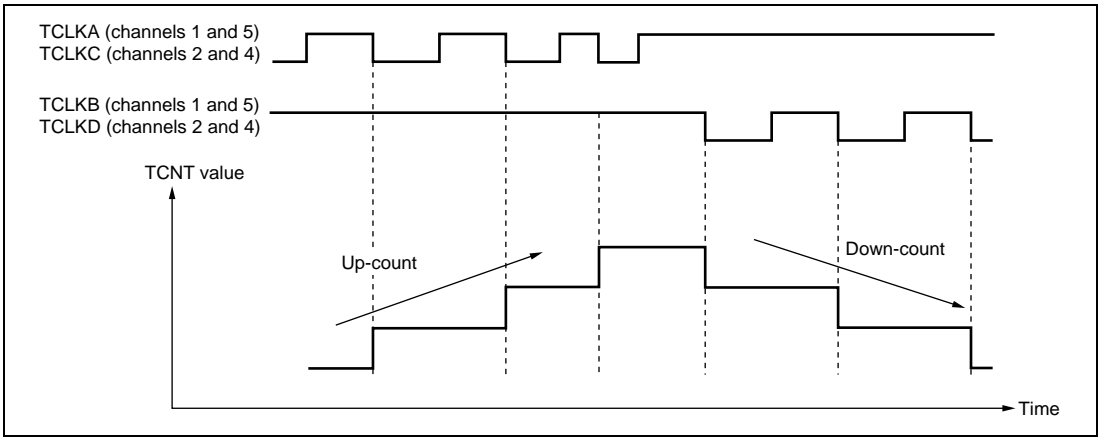 TCLKA (channels 1 and 5)
TCLKC (channels 2 and 4)
TCLKB (channels 1 and 5)
TCLKD (channels 2 and 4)
TCNT value
Up-count
Down-count
Time